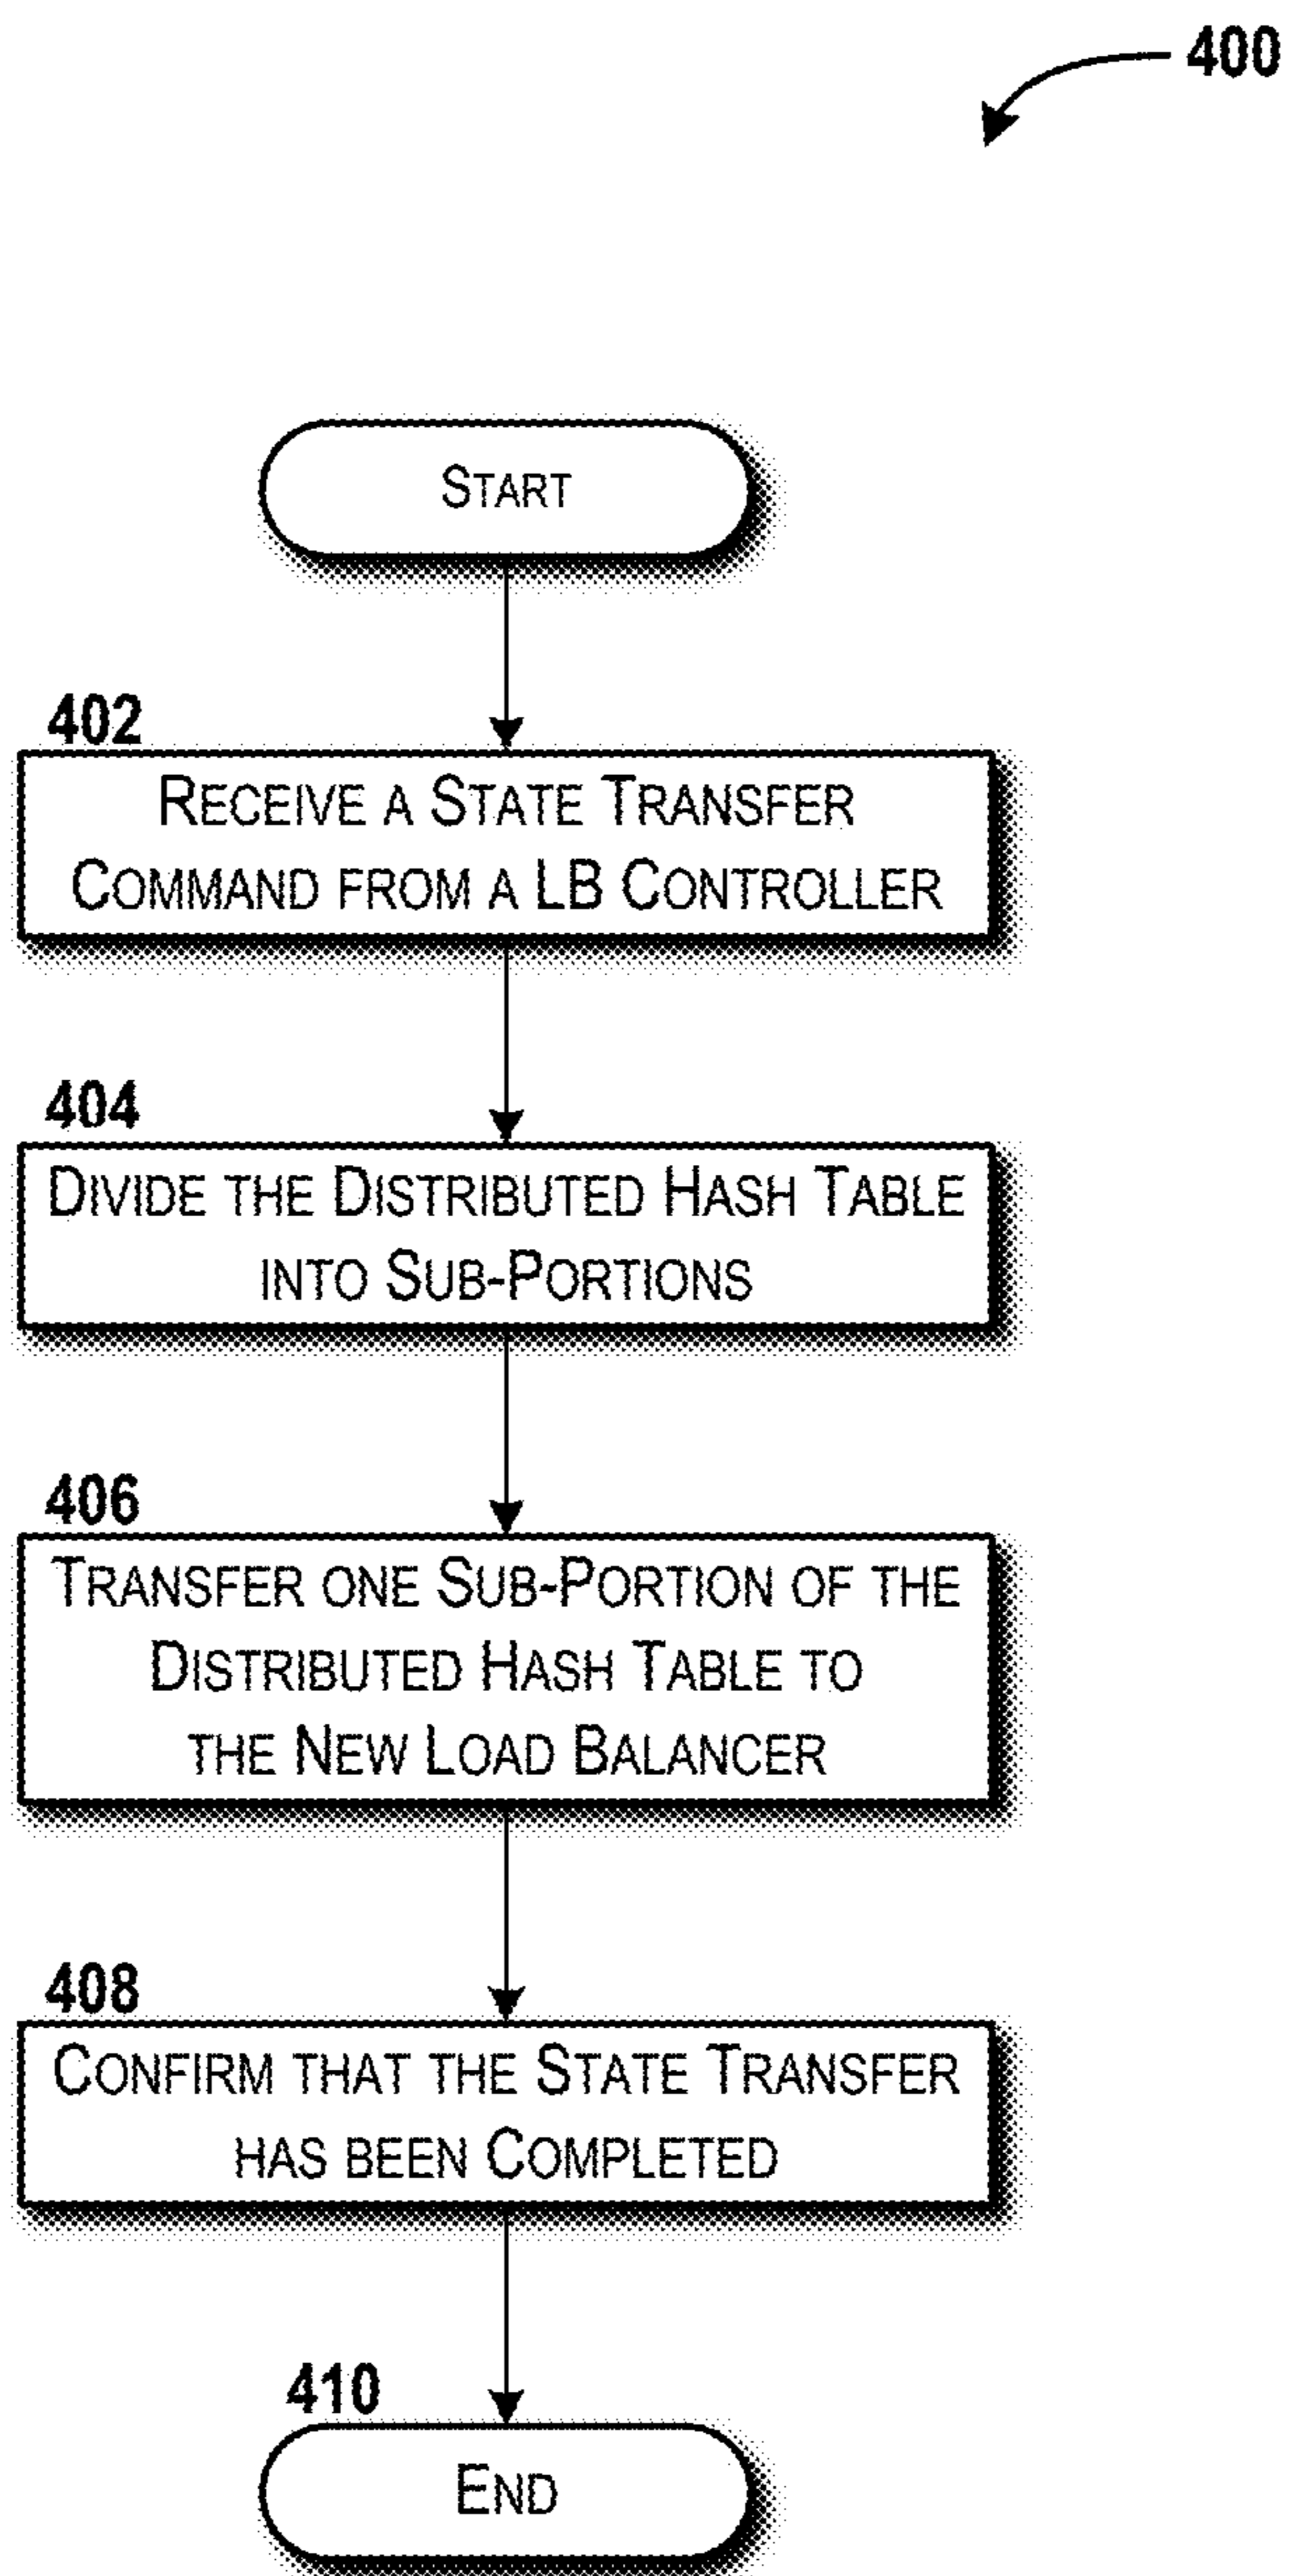 400
START
402
RECEIVE A STATE TRANSFER
COMMAND FROM A LB CONTROLLER
404
DIVIDE THE DISTRIBUTED HASH TABLE
INTO SUB-PORTIONS
406
TRANSFER ONE SUB-PORTION OF THE
DISTRIBUTED HASH TABLE TO
THE NEW LOAD BALANCER
408
CONFIRM THAT THE STATE TRANSFER
HAS BEEN COMPLETED
410
END